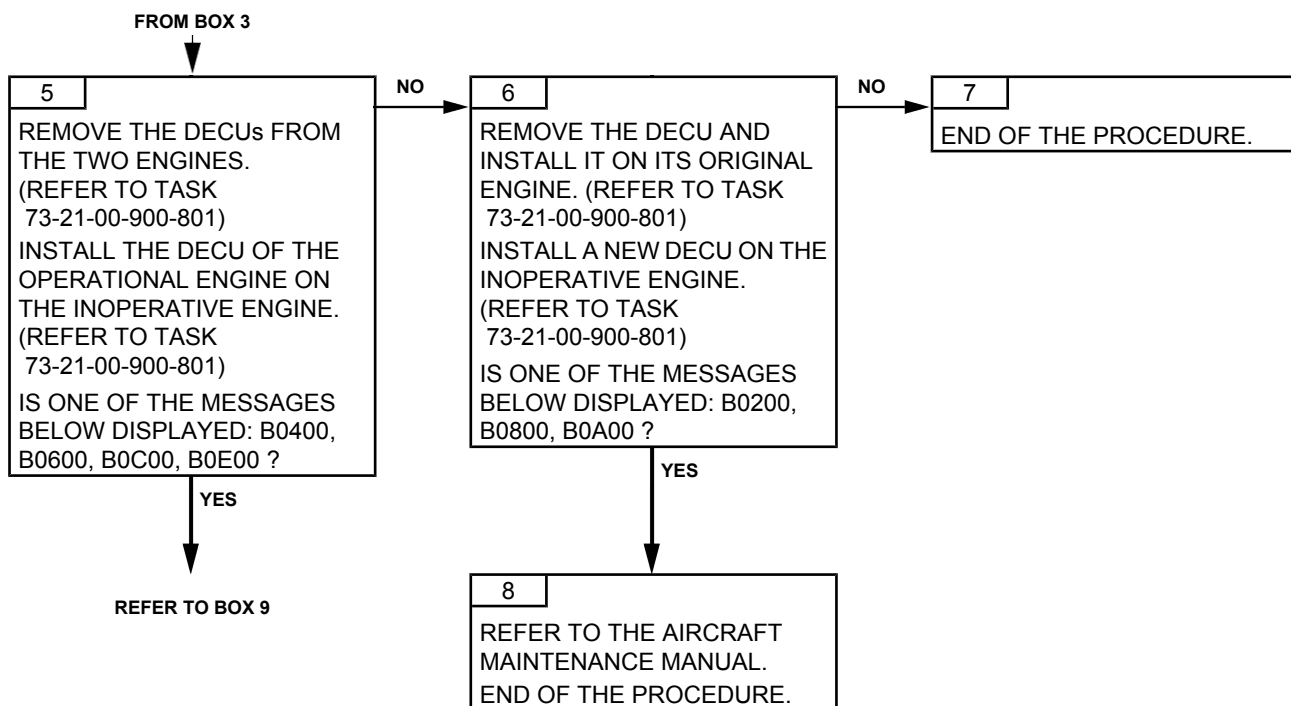 FROM BOX 3
5
REMOVE THE DECUs FROM
THE TWO ENGINES.
(REFER TO TASK
73-21-00-900-801)
INSTALL THE DECU OF THE
OPERATIONAL ENGINE ON
THE INOPERATIVE ENGINE.
(REFER TO TASK
73-21-00-900-801)
IS ONE OF THE MESSAGES
BELOW DISPLAYED: B0400,
B0600, B0C00, B0E00 ?
NO
YES
REFER TO BOX 9
6
REMOVE THE DECU AND
INSTALL IT ON ITS ORIGINAL
ENGINE. (REFER TO TASK
73-21-00-900-801)
INSTALL A NEW DECU ON THE
INOPERATIVE ENGINE.
(REFER TO TASK
73-21-00-900-801)
IS ONE OF THE MESSAGES
BELOW DISPLAYED: B0200,
B0800, B0A00 ?
NO
YES
7
END OF THE PROCEDURE.
8
REFER TO THE AIRCRAFT
MAINTENANCE MANUAL.
END OF THE PROCEDURE.